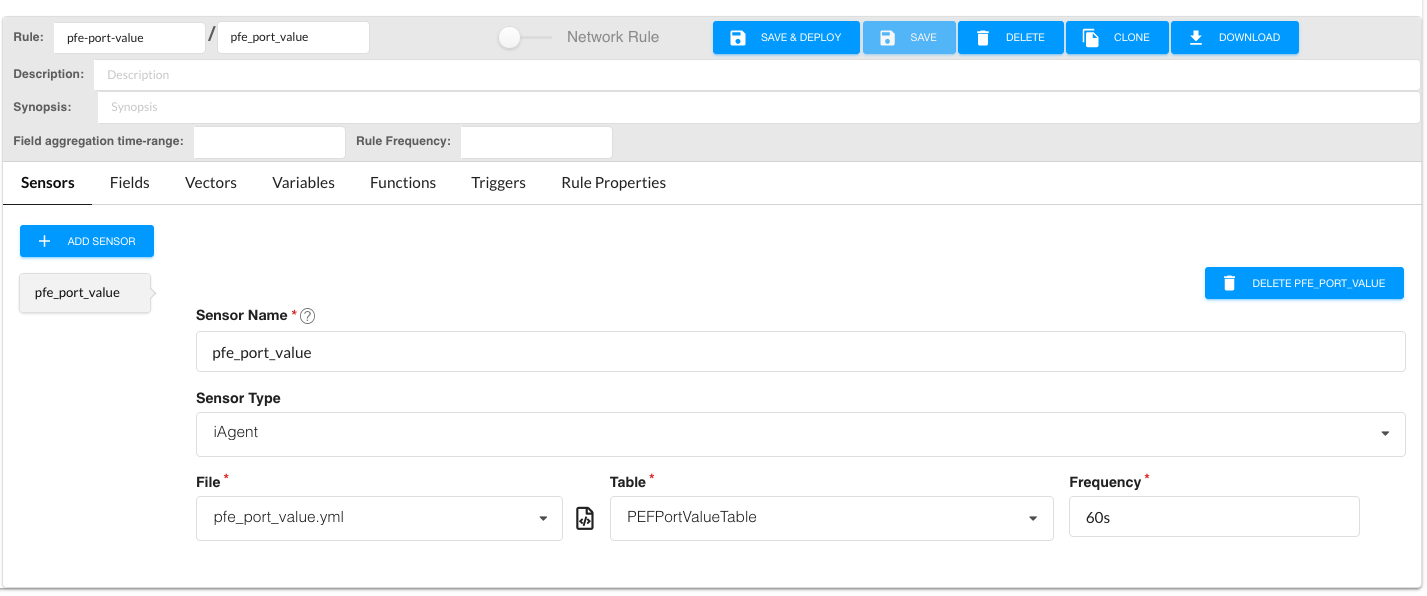 Rule: pfe-port-value / pfe_port_value Network Rule SAVE & DEPLOY SAVE DELETE CLONE DOWNLOAD
Description: Description
Synopsis: Synopsis
Field aggregation time-range: Rule Frequency:
Sensors Fields Vectors Variables Functions Triggers Rule Properties
+ ADD SENSOR
pfe_port_value
DELETE PFE_PORT_VALUE
Sensor Name * ?
pfe_port_value
Sensor Type
iAgent
File * Table * Frequency *
pfe_port_value.yml PEFPortValueTable 60s